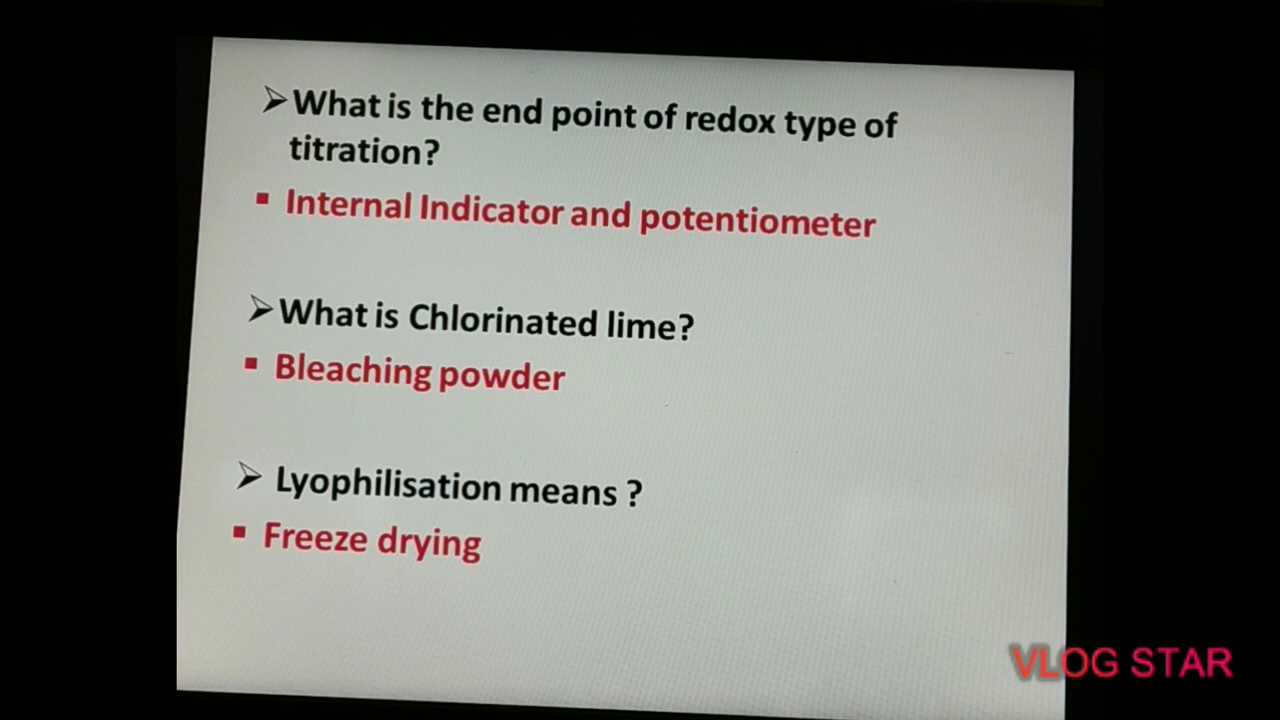 ➢What is the end point of redox type of
titration?
▪ Internal Indicator and potentiometer
➢What is Chlorinated lime?
▪ Bleaching powder
➢ Lyophilisation means ?
▪ Freeze drying
VLOG STAR